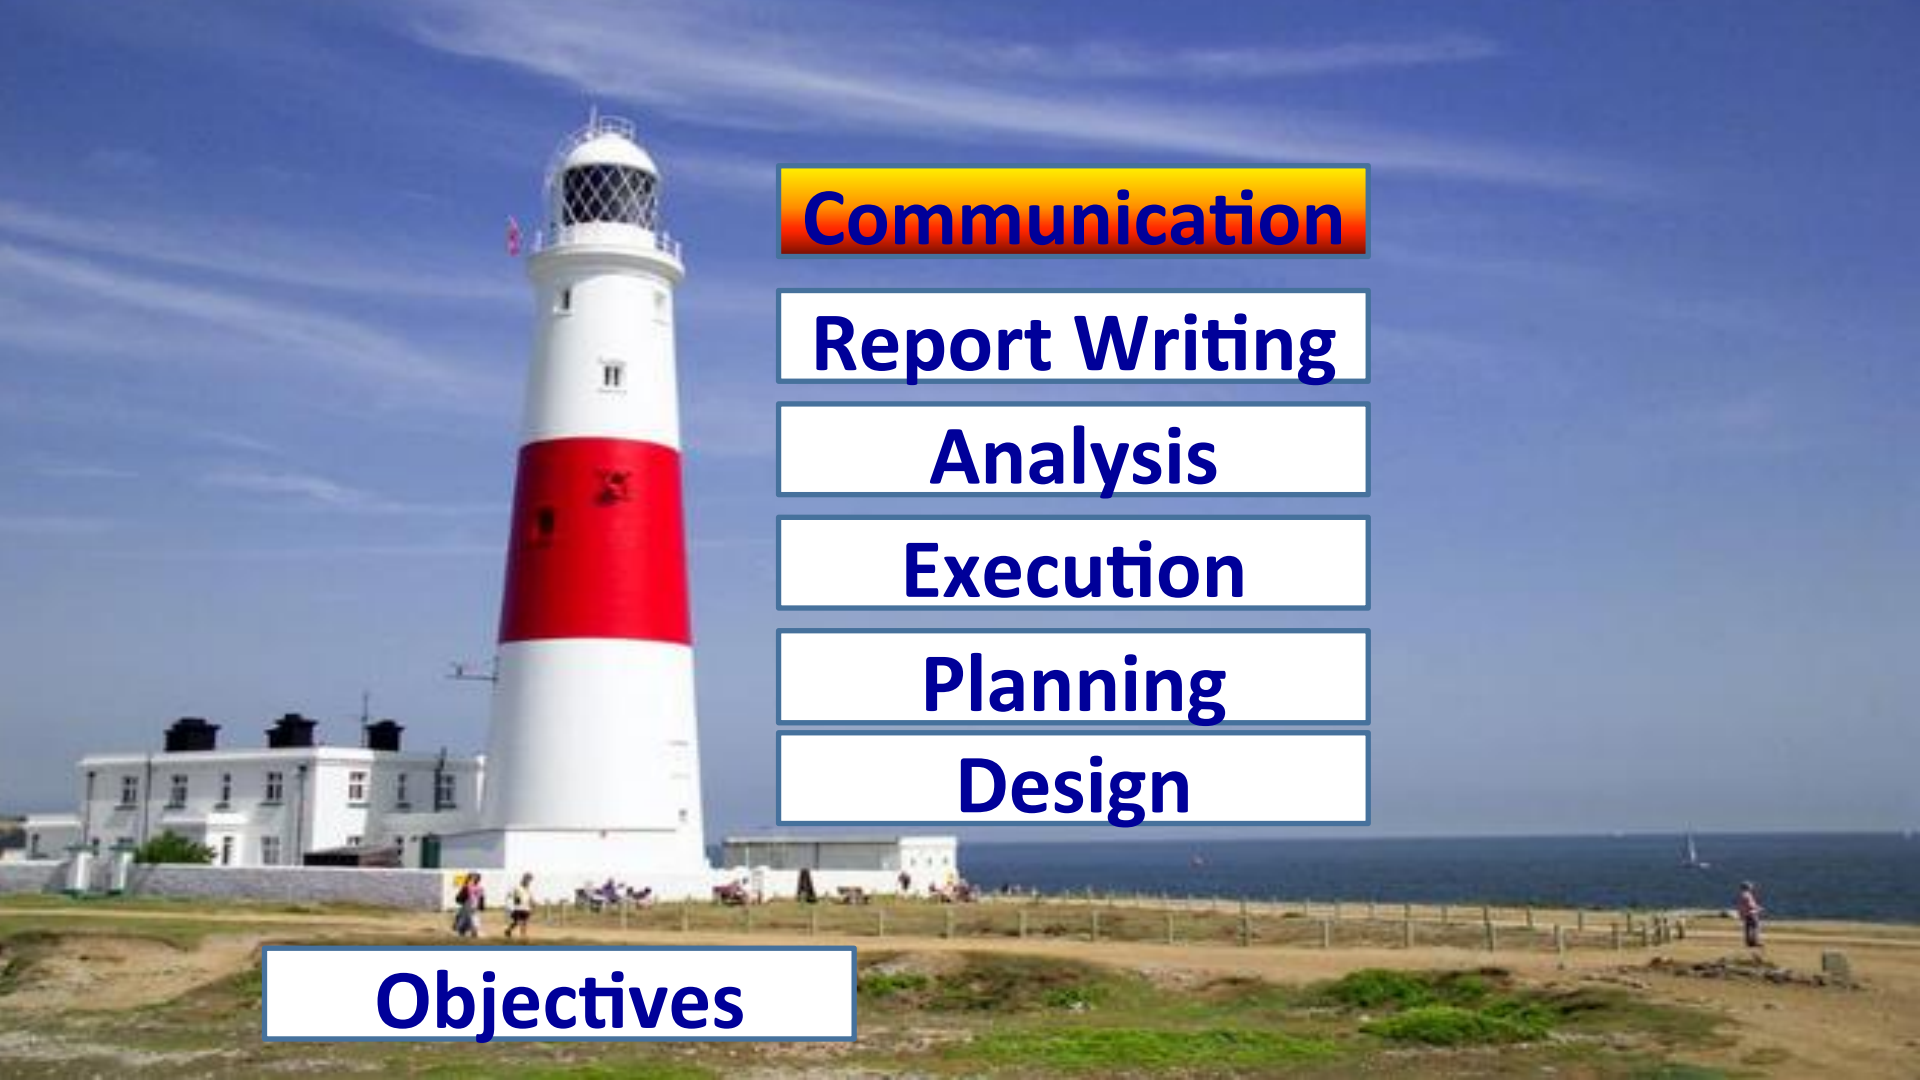 Communication
Report Writing
Analysis
Execution
Planning
Design
Objectives